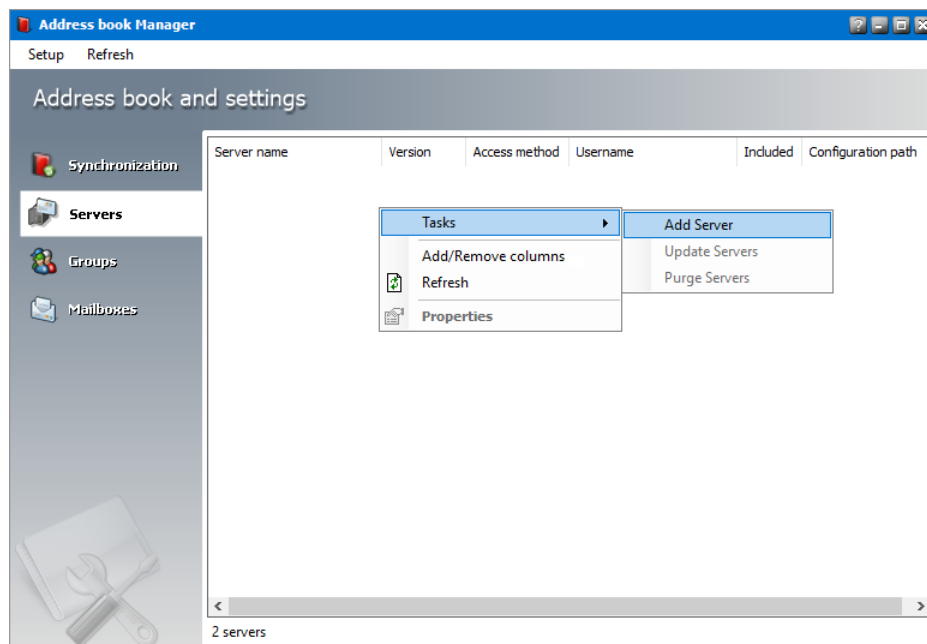 Address book Manager
Setup Refresh
Address book and settings
Synchronization
Servers
Groups
Mailboxes
Server name Version Access method Username Included Configuration path
Tasks
Add/Remove columns
Refresh
Properties
Add Server
Update Servers
Purge Servers
2 servers